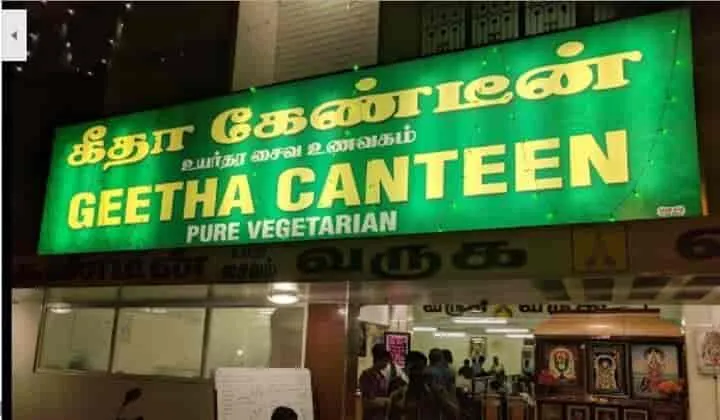 கீதா கேண்டீன்
உயர்தர சைவ உணவகம்
GEETHA CANTEEN
PURE VEGETARIAN
வருக